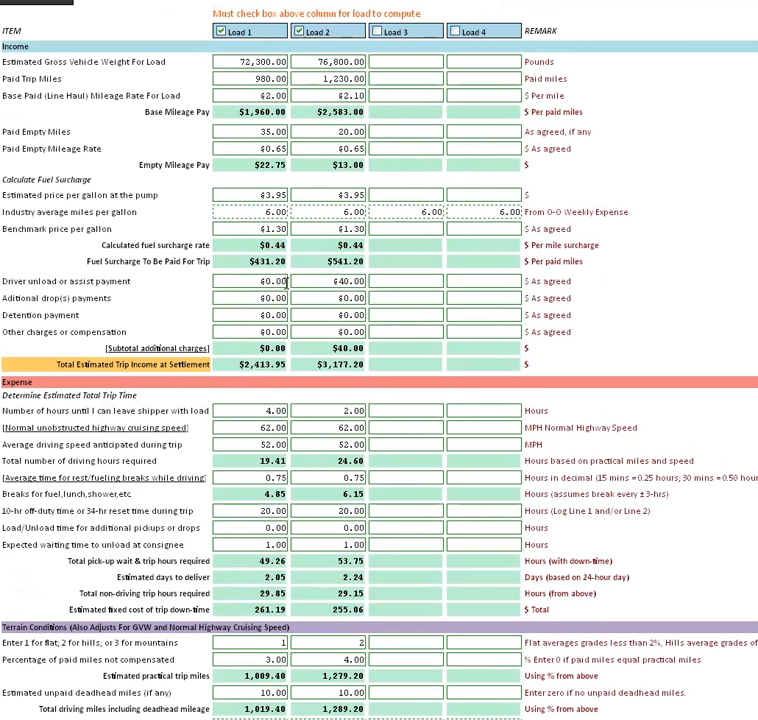 Must check box above column for load to compute
ITEM Load 1 Load 2 Load 3 Load 4 REMARK
Income
Estimated Gross Vehicle Weight For Load 72,300.00 76,800.00 Pounds
Paid Trip Miles 980.00 1,230.00 Paid miles
Base Paid (Line Haul) Mileage Rate For Load $2.00 $2.10 $ Per mile
Base Mileage Pay $1,960.00 $2,583.00 $ Per paid miles
Paid Empty Miles 35.00 20.00 As agreed, if any
Paid Empty Mileage Rate $0.65 $0.65 $ As agreed
Empty Mileage Pay $22.75 $13.00 $
Calculate Fuel Surcharge
Estimated price per gallon at the pump $3.95 $3.95 $
Industry average miles per gallon 6.00 6.00 6.00 6.00 From O-O Weekly Expense
Benchmark price per gallon $1.30 $1.30 $ As agreed
Calculated fuel surcharge rate $0.44 $0.44 $ Per mile surcharge
Fuel Surcharge To Be Paid For Trip $431.20 $541.20 $ Per paid miles
Driver unload or assist payment $0.00 $40.00 $ As agreed
Aditional drop(s) payments $0.00 $0.00 $ As agreed
Detention payment $0.00 $0.00 $ As agreed
Other charges or compensation $0.00 $0.00 $ As agreed
[Subtotal additional charges] $0.00 $40.00 $
Total Estimated Trip Income at Settlement $2,413.95 $3,177.20 $
Expense
Determine Estimated Total Trip Time
Number of hours until I can leave shipper with load 4.00 2.00 Hours
[Normal unobstructed highway cruising speed] 62.00 62.00 MPH Normal Highway Speed
Average driving speed anticipated during trip 52.00 52.00 MPH
Total number of driving hours required 19.41 24.60 Hours based on practical miles and speed
[Average time for rest/fueling breaks while driving] 0.75 0.75 Hours in decimal (15 mins = 0.25 hours; 30 mins = 0.50 hour
Breaks for fuel,lunch,shower,etc. 4.85 6.15 Hours (assumes break every ± 3-hrs)
10-hr off-duty time or 34-hr reset time during trip 20.00 20.00 Hours (Log Line 1 and/or Line 2)
Load/Unload time for additional pickups or drops 0.00 0.00 Hours
Expected waiting time to unload at consignee 1.00 1.00 Hours
Total pick-up wait & trip hours required 49.26 53.75 Hours (with down-time)
Estimated days to deliver 2.05 2.24 Days (based on 24-hour day)
Total non-driving trip hours required 29.85 29.15 Hours (from above)
Estimated fixed cost of trip down-time 261.19 255.06 $ Total
Terrain Conditions (Also Adjusts For GVW and Normal Highway Cruising Speed)
Enter 1 for flat; 2 for hills; or 3 for mountains 1 2 Flat averages grades less than 2%, Hills average grades of
Percentage of paid miles not compensated 3.00 4.00 % Enter 0 if paid miles equal practical miles
Estimated practical trip miles 1,009.40 1,279.20 Using % from above
Estimated unpaid deadhead miles (if any) 10.00 10.00 Enter zero if no unpaid deadhead miles.
Total driving miles including deadhead mileage 1,019.40 1,289.20 Using % from above